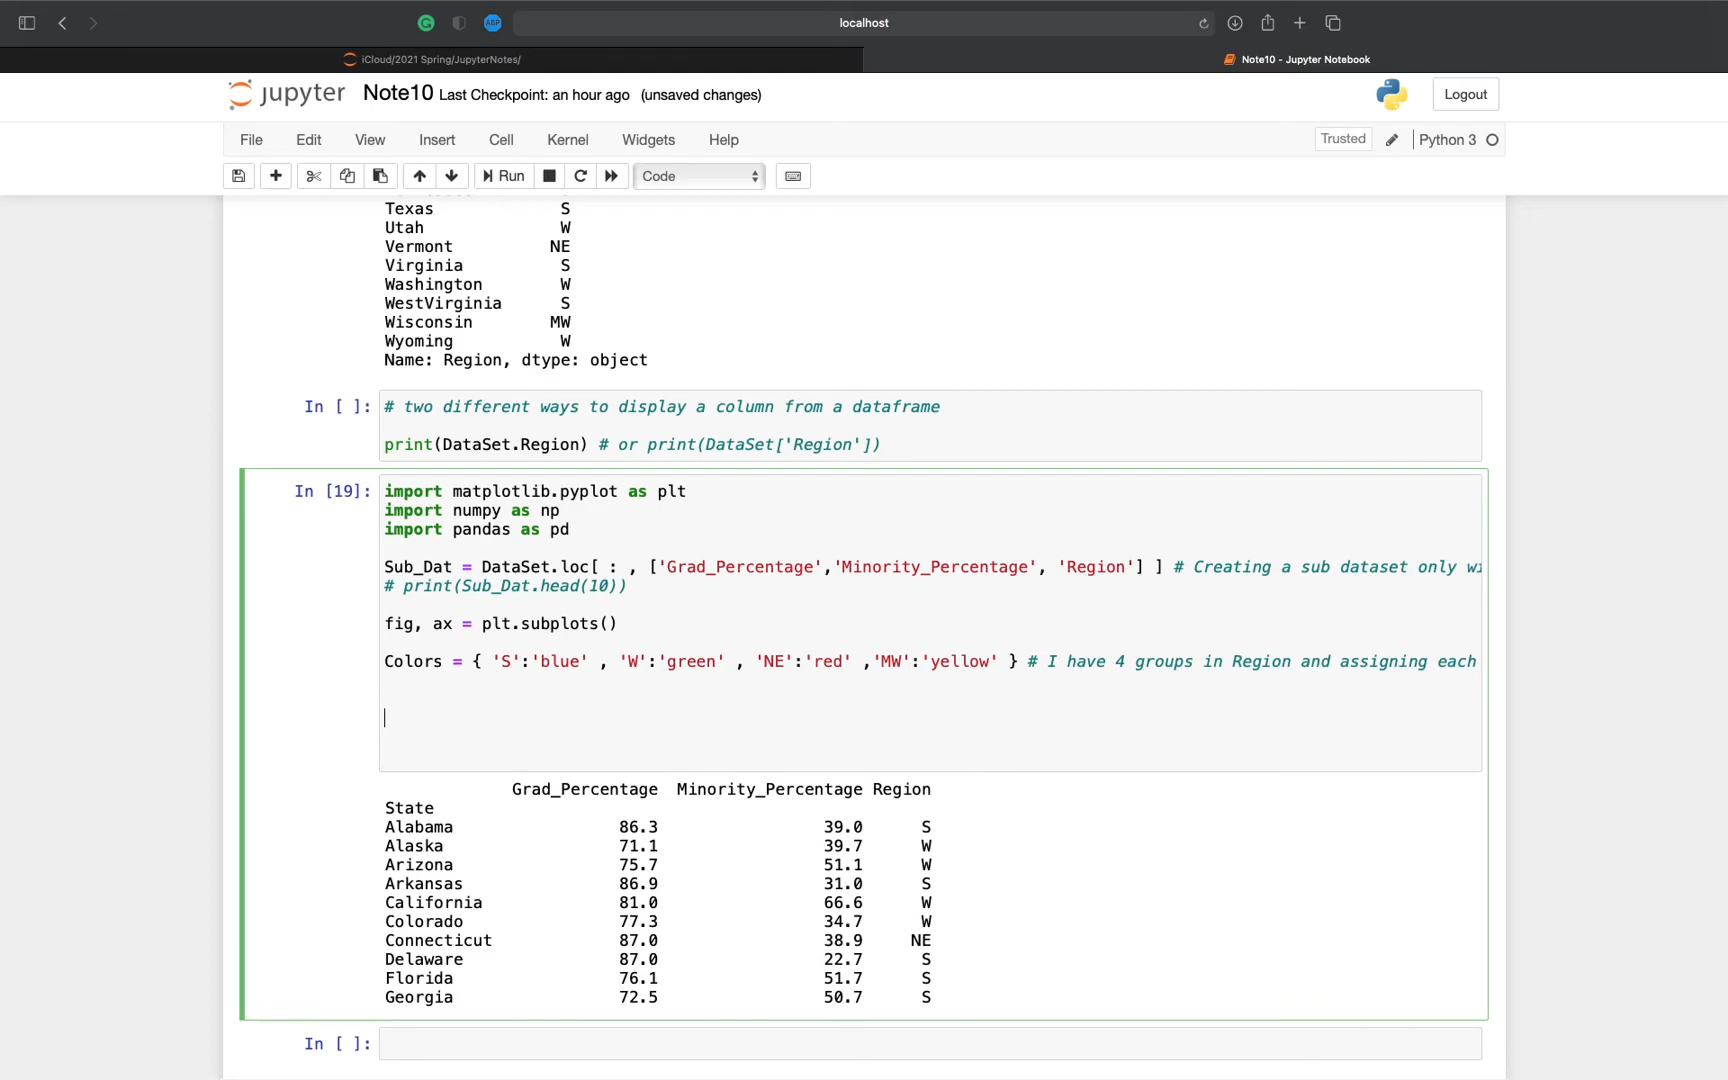 localhost
iCloud/2021 Spring/JupyterNotes/
Note10 - Jupyter Notebook
jupyter Note10 Last Checkpoint: an hour ago (unsaved changes)
Logout
File Edit View Insert Cell Kernel Widgets Help
Trusted Python 3
Run Code
Texas S
Utah W
Vermont NE
Virginia S
Washington W
WestVirginia S
Wisconsin MW
Wyoming W
Name: Region, dtype: object
In [ ]: # two different ways to display a column from a dataframe
print(DataSet.Region) # or print(DataSet['Region'])
In [19]: import matplotlib.pyplot as plt
import numpy as np
import pandas as pd
Sub_Dat = DataSet.loc[ : , ['Grad_Percentage','Minority_Percentage', 'Region'] ] # Creating a sub dataset only
# print(Sub_Dat.head(10))
fig, ax = plt.subplots()
Colors = { 'S':'blue' , 'W':'green' , 'NE':'red' ,'MW':'yellow' } # I have 4 groups in Region and assigning each
Grad_Percentage Minority_Percentage Region
State
Alabama 86.3 39.0 S
Alaska 71.1 39.7 W
Arizona 75.7 51.1 W
Arkansas 86.9 31.0 S
California 81.0 66.6 W
Colorado 77.3 34.7 W
Connecticut 87.0 38.9 NE
Delaware 87.0 22.7 S
Florida 76.1 51.7 S
Georgia 72.5 50.7 S
In [ ]: